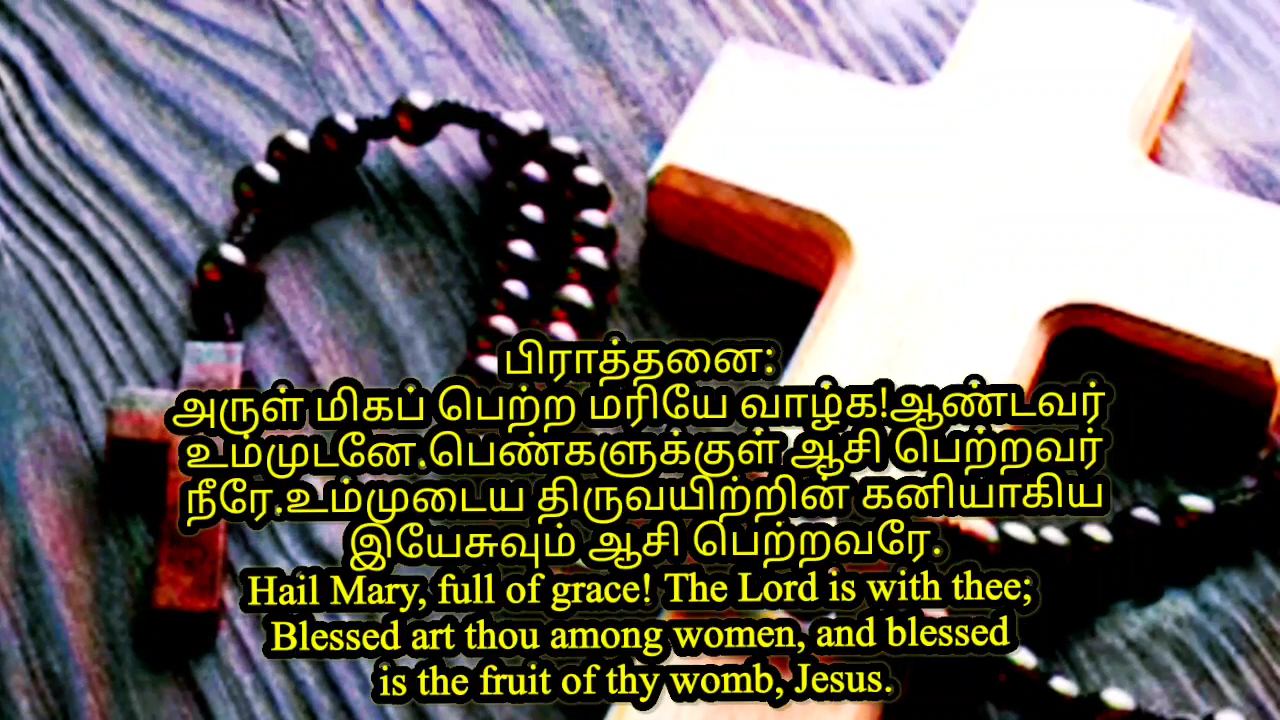 பிராத்தனை:
அருள் மிகப் பெற்ற மரியே வாழ்க!ஆண்டவர்
உம்முடனே.பெண்களுக்குள் ஆசி பெற்றவர்
நீரே.உம்முடைய திருவயிற்றின் கனியாகிய
இயேசுவும் ஆசி பெற்றவரே.
Hail Mary, full of grace! The Lord is with thee;
Blessed art thou among women, and blessed
is the fruit of thy womb, Jesus.